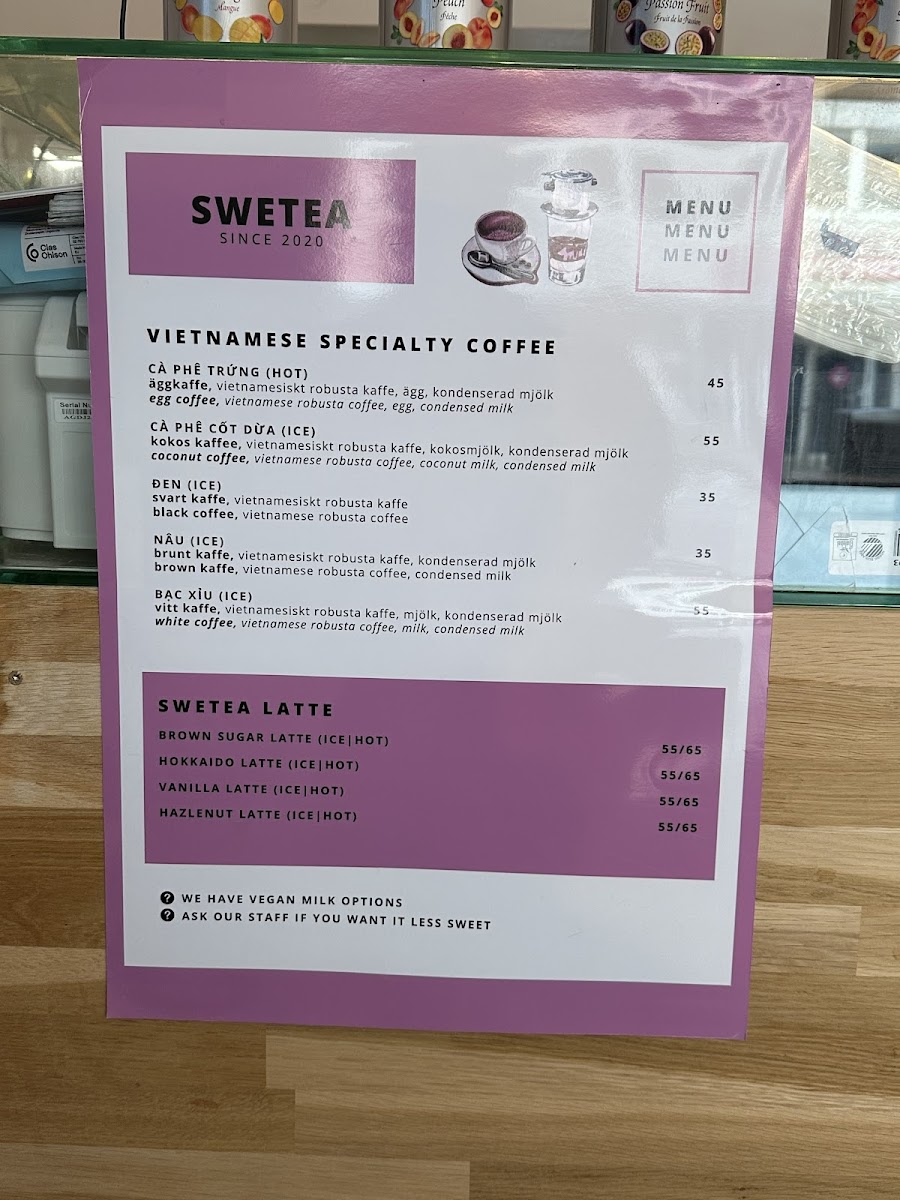 Mangue
Peach
Pêche
Passion Fruit
Fruit de la Passion
Clas
Ohlson
SWETEA
SINCE 2020
MENU
MENU
MENU
VIETNAMESE SPECIALTY COFFEE
CÀ PHÊ TRỨNG (HOT)
äggkaffe, vietnamesiskt robusta kaffe, ägg, kondenserad mjölk 45
egg coffee, vietnamese robusta coffee, egg, condensed milk
CÀ PHÊ CỐT DỪA (ICE)
kokos kaffee, vietnamesiskt robusta kaffe, kokosmjölk, kondenserad mjölk 55
coconut coffee, vietnamese robusta coffee, coconut milk, condensed milk
ĐEN (ICE)
svart kaffe, vietnamesiskt robusta kaffe 35
black coffee, vietnamese robusta coffee
NÂU (ICE)
brunt kaffe, vietnamesiskt robusta kaffe, kondenserad mjölk 35
brown kaffe, vietnamese robusta coffee, condensed milk
BẠC XỈU (ICE)
vitt kaffe, vietnamesiskt robusta kaffe, mjölk, kondenserad mjölk 55
white coffee, vietnamese robusta coffee, milk, condensed milk
SWETEA LATTE
BROWN SUGAR LATTE (ICE|HOT) 55/65
HOKKAIDO LATTE (ICE|HOT) 55/65
VANILLA LATTE (ICE|HOT) 55/65
HAZLENUT LATTE (ICE|HOT) 55/65
? WE HAVE VEGAN MILK OPTIONS
? ASK OUR STAFF IF YOU WANT IT LESS SWEET